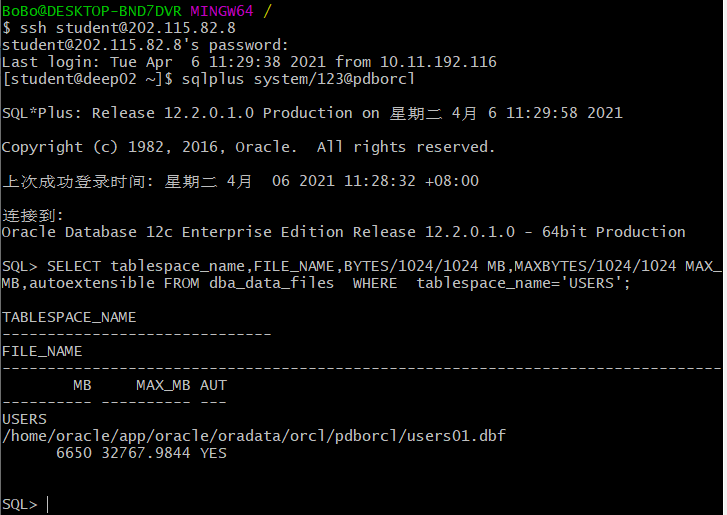 BoBo@DESKTOP-BND7DVR MINGW64 /
$ ssh student@202.115.82.8
student@202.115.82.8's password:
Last login: Tue Apr  6 11:29:38 2021 from 10.11.192.116
[student@deep02 ~]$ sqlplus system/123@pdborcl

SQL*Plus: Release 12.2.0.1.0 Production on 星期二 4月 6 11:29:58 2021

Copyright (c) 1982, 2016, Oracle.  All rights reserved.

上次成功登录时间: 星期二 4月  06 2021 11:28:32 +08:00

连接到:
Oracle Database 12c Enterprise Edition Release 12.2.0.1.0 - 64bit Production

SQL> SELECT tablespace_name,FILE_NAME,BYTES/1024/1024 MB,MAXBYTES/1024/1024 MAX_
MB,autoextensible FROM dba_data_files  WHERE  tablespace_name='USERS';

TABLESPACE_NAME
------------------------------
FILE_NAME
--------------------------------------------------------------------------------
        MB     MAX_MB AUT
---------- ---------- ---
USERS
/home/oracle/app/oracle/oradata/orcl/pdborcl/users01.dbf
      6650 32767.9844 YES

SQL>